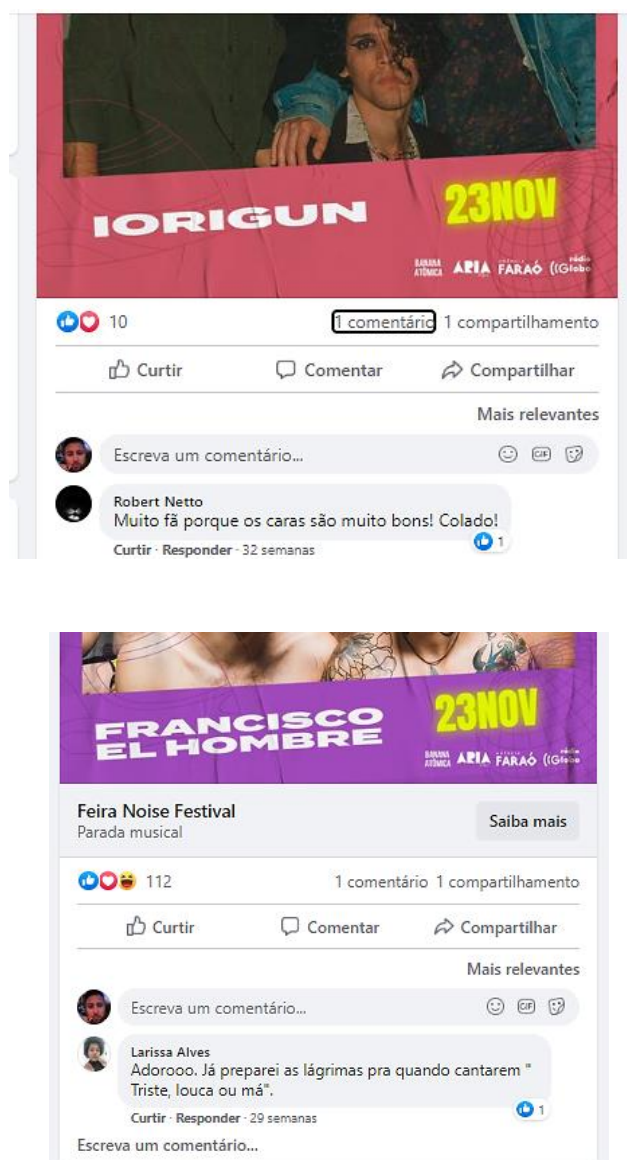 IORIGUN
23NOV
BANANA ATÔMICA ARIA FARAÓ rádio Globo
10 1 comentário 1 compartilhamento
Curtir Comentar Compartilhar
Mais relevantes
Escreva um comentário... GIF
Robert Netto
Muito fã porque os caras são muito bons! Colado!
1
Curtir · Responder · 32 semanas
FRANCISCO
EL HOMBRE
23NOV
BANANA ATÔMICA ARIA FARAÓ rádio
Feira Noise Festival
Parada musical
Saiba mais
112 1 comentário 1 compartilhamento
Curtir Comentar Compartilhar
Mais relevantes
Escreva um comentário... GIF
Larissa Alves
Adorooo. Já preparei as lágrimas pra quando cantarem "
Triste, louca ou má".
1
Curtir · Responder · 29 semanas
Escreva um comentário...